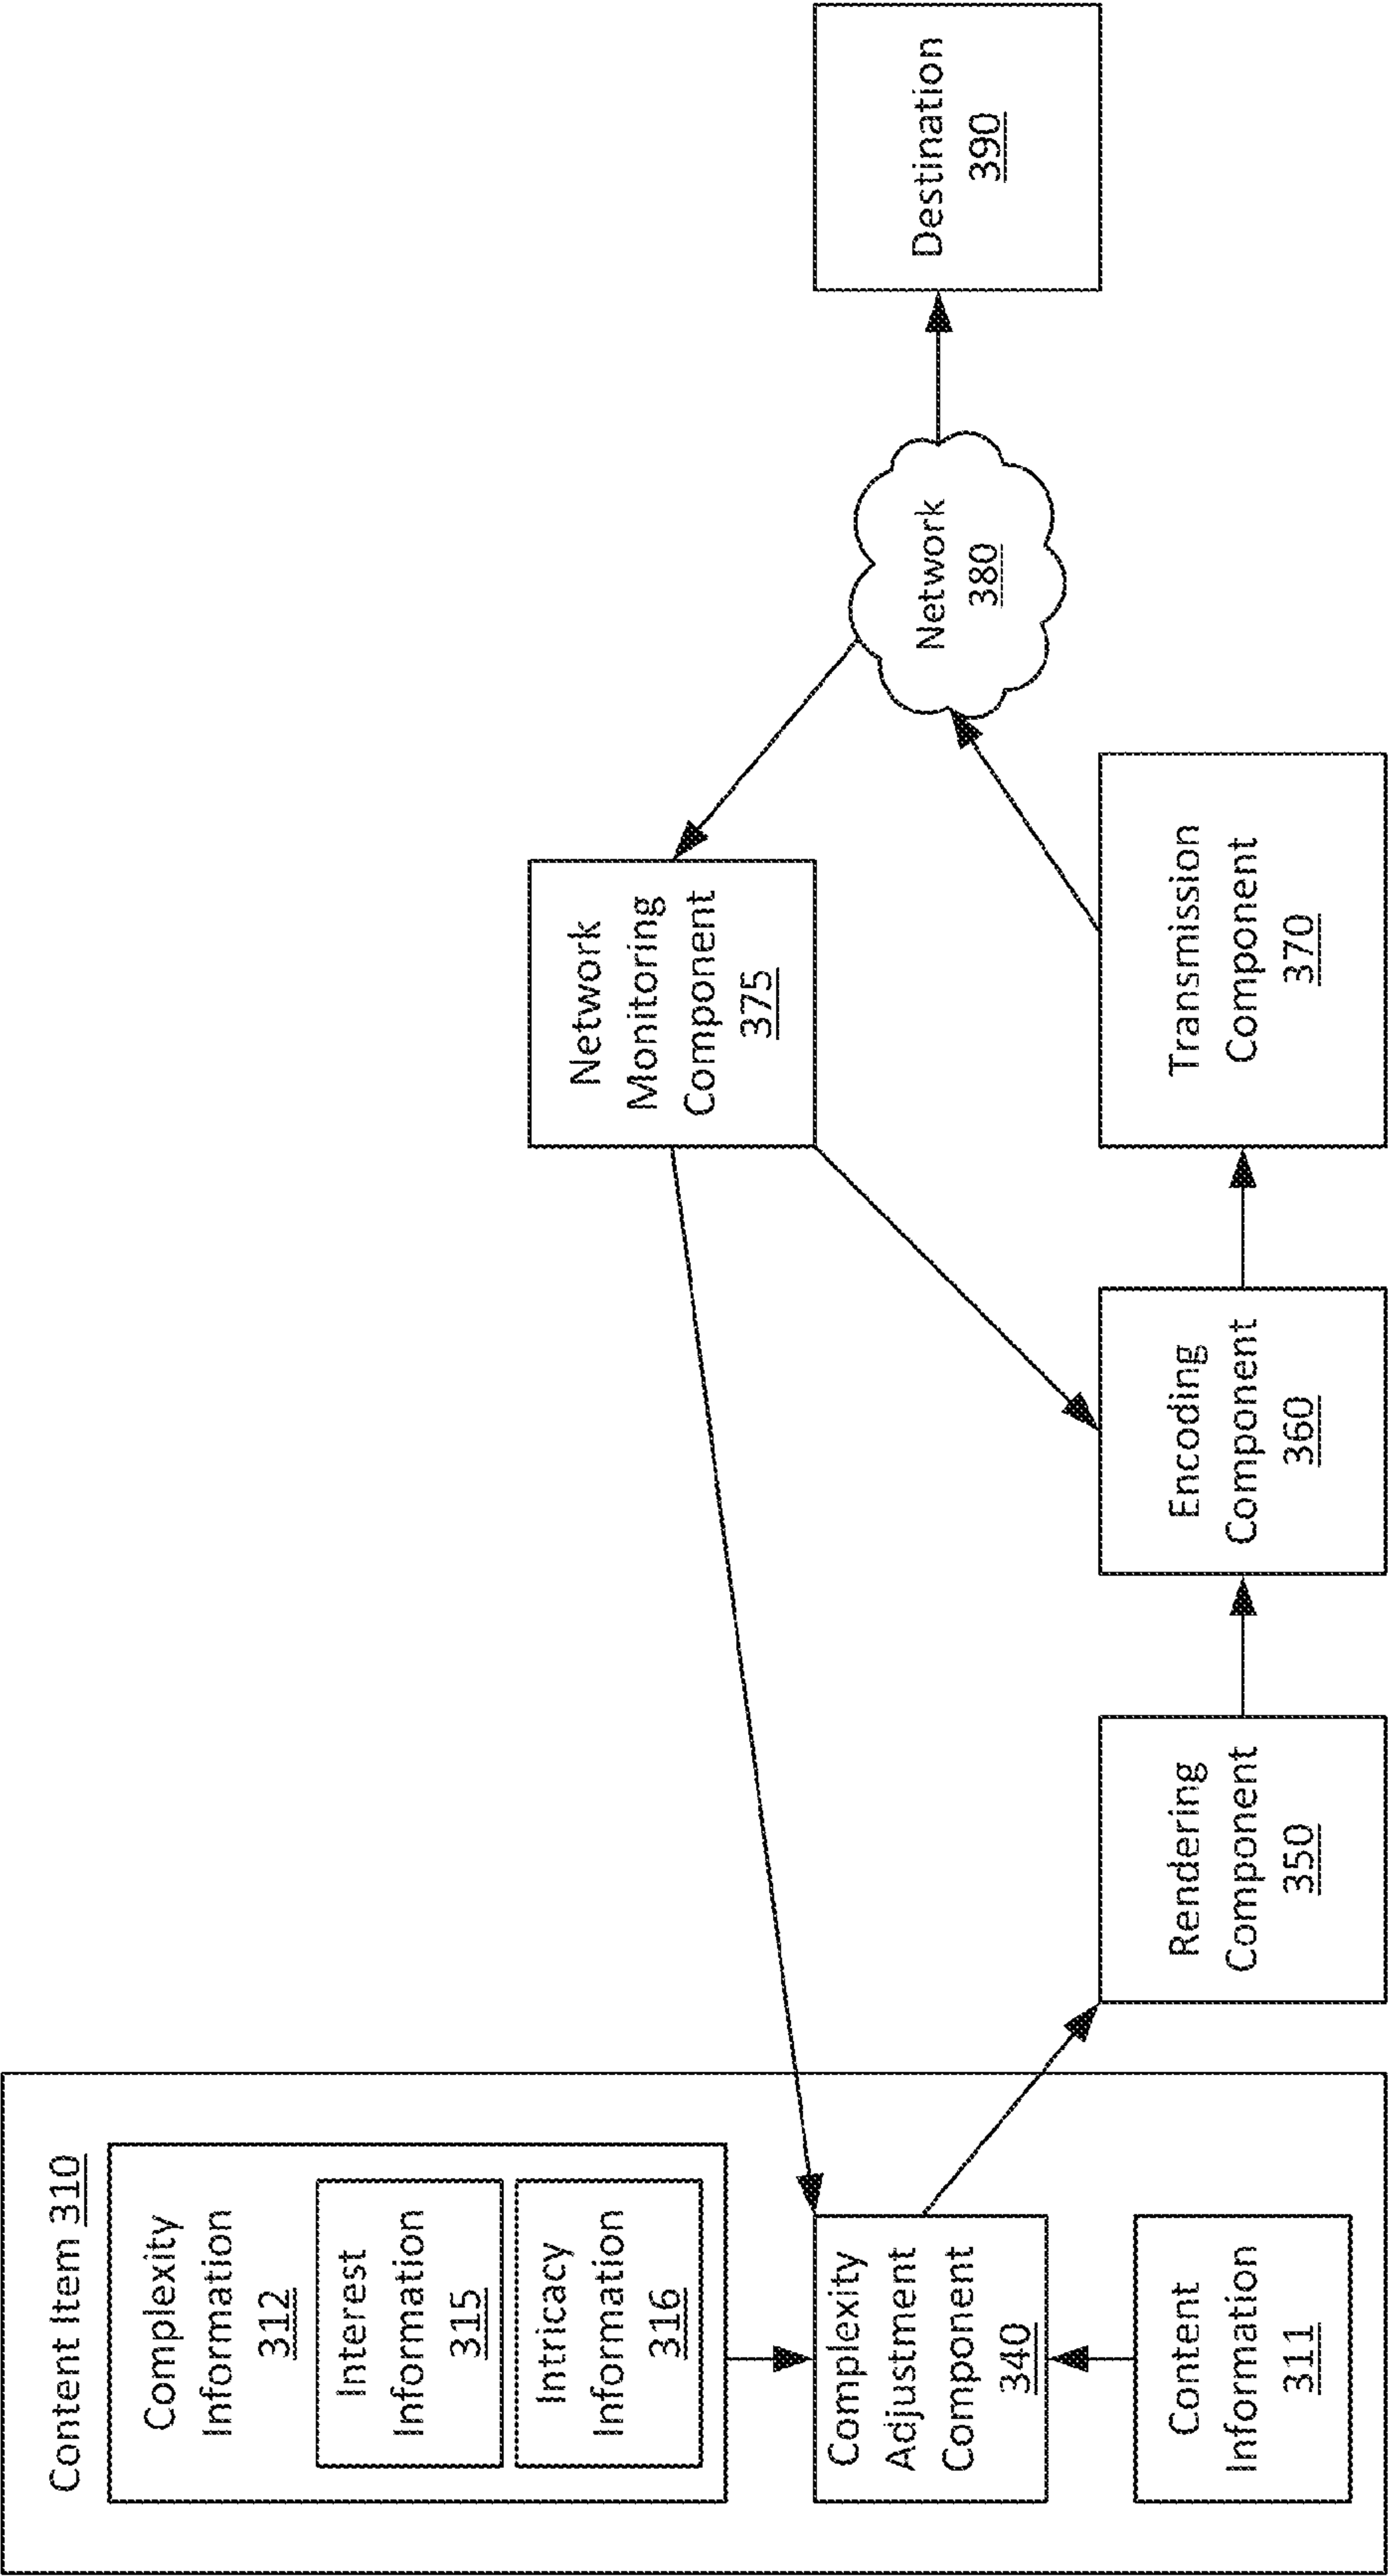 Content Item 310
Complexity
Information
312
Interest
Information
315
Intricacy
Information
316
Complexity
Adjustment
Component
340
Content
Information
311
Rendering
Component
350
Encoding
Component
360
Network
Monitoring
Component
375
Transmission
Component
370
Network
380
Destination
390